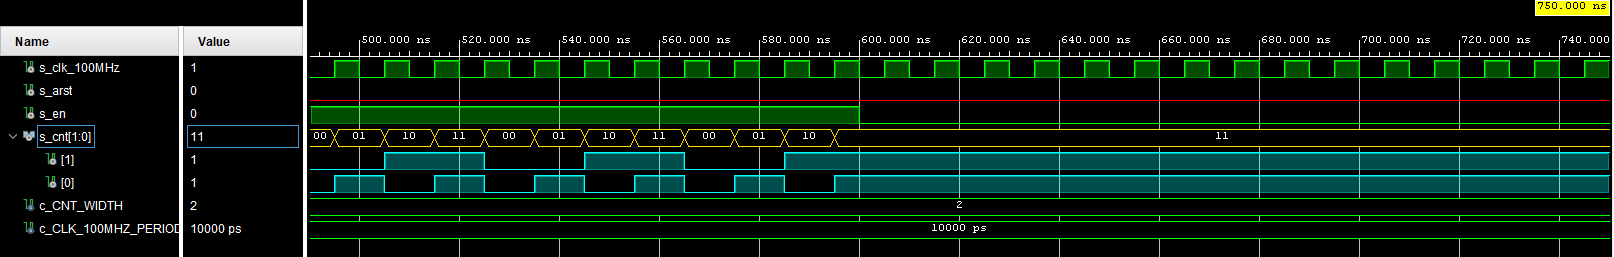 750.000 ns
Name Value
500.000 ns 520.000 ns 540.000 ns 560.000 ns 580.000 ns 600.000 ns 620.000 ns 640.000 ns 660.000 ns 680.000 ns 700.000 ns 720.000 ns 740.000
s_clk_100MHz 1
s_arst 0
s_en 0
s_cnt[1:0] 11 00 01 10 11 00 01 10 11 00 01 10 11
[1] 1
[0] 1
c_CNT_WIDTH 2 2
c_CLK_100MHZ_PERIOD 10000 ps 10000 ps